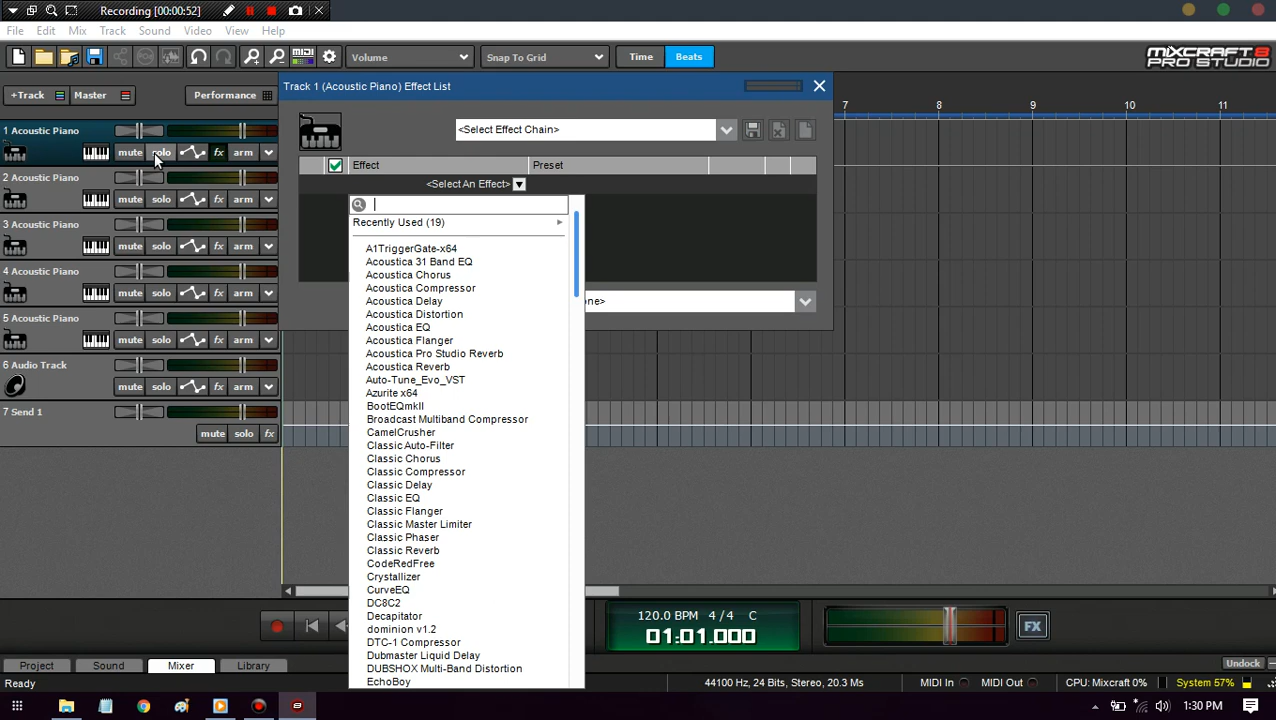 Recording [00:00:52]
File Edit Mix Track Sound Video View Help
Volume Snap To Grid Time Beats MIXCRAFT 8 PRO STUDIO
+Track Master Performance
Track 1 (Acoustic Piano) Effect List
7 8 9 10 11
<Select Effect Chain>
1 Acoustic Piano
mute solo fx arm
Effect Preset
<Select An Effect>
2 Acoustic Piano
mute solo fx arm
3 Acoustic Piano
mute solo fx arm
4 Acoustic Piano
mute solo fx arm
5 Acoustic Piano
mute solo fx arm
6 Audio Track
mute solo fx arm
7 Send 1
mute solo fx
Recently Used (19)
A1TriggerGate-x64
Acoustica 31 Band EQ
Acoustica Chorus
Acoustica Compressor
Acoustica Delay
one>
Acoustica Distortion
Acoustica EQ
Acoustica Flanger
Acoustica Pro Studio Reverb
Acoustica Reverb
Auto-Tune_Evo_VST
Azurite x64
BootEQmkII
Broadcast Multiband Compressor
CamelCrusher
Classic Auto-Filter
Classic Chorus
Classic Compressor
Classic Delay
Classic EQ
Classic Flanger
Classic Master Limiter
Classic Phaser
Classic Reverb
CodeRedFree
Crystallizer
CurveEQ
DC8C2
Decapitator
dominion v1.2
DTC-1 Compressor
Dubmaster Liquid Delay
DUBSHOX Multi-Band Distortion
EchoBoy
120.0 BPM 4 / 4 C
01:01.000
FX
Project Sound Mixer Library
Undock
Ready 44100 Hz, 24 Bits, Stereo, 20.3 Ms MIDI In MIDI Out CPU: Mixcraft 0% System 57%
1:30 PM